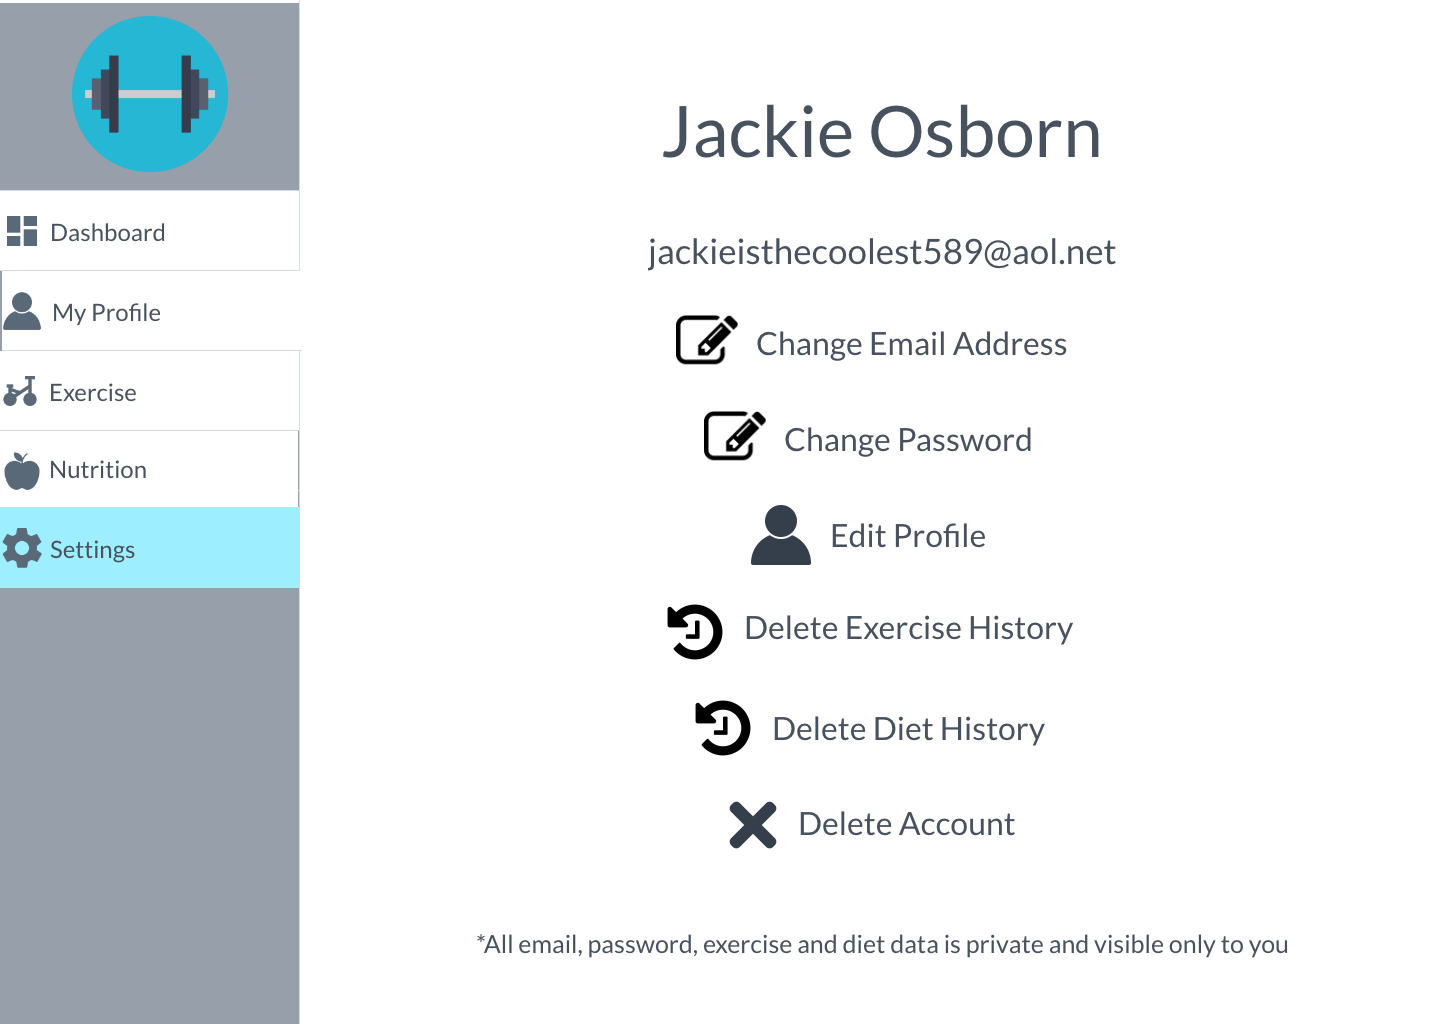 Dashboard
My Profile
Exercise
Nutrition
Settings
Jackie Osborn
jackieisthecoolest589@aol.net
Change Email Address
Change Password
Edit Profile
Delete Exercise History
Delete Diet History
Delete Account
*All email, password, exercise and diet data is private and visible only to you